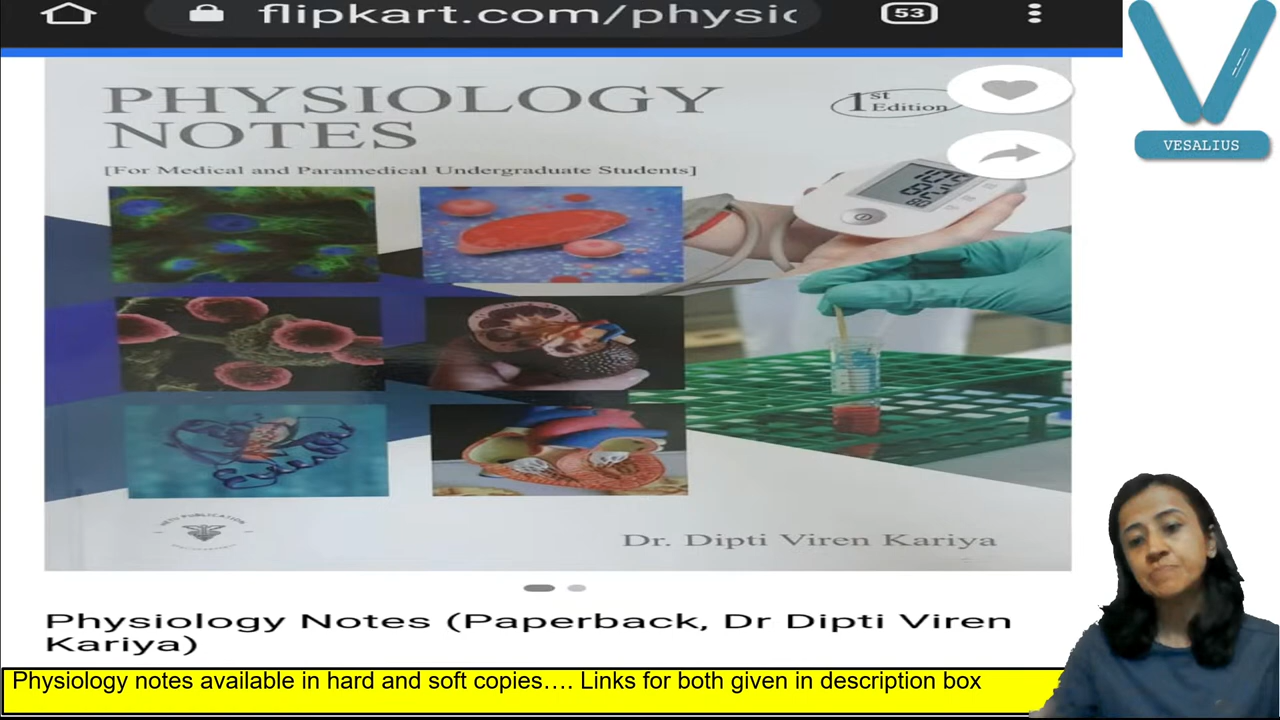 flipkart.com/physic
53
PHYSIOLOGY
NOTES
1st
Edition
[For Medical and Paramedical Undergraduate Students]
VESALIUS
Dr. Dipti Viren Kariya
Physiology Notes (Paperback, Dr Dipti Viren
Kariya)
Physiology notes available in hard and soft copies…. Links for both given in description box